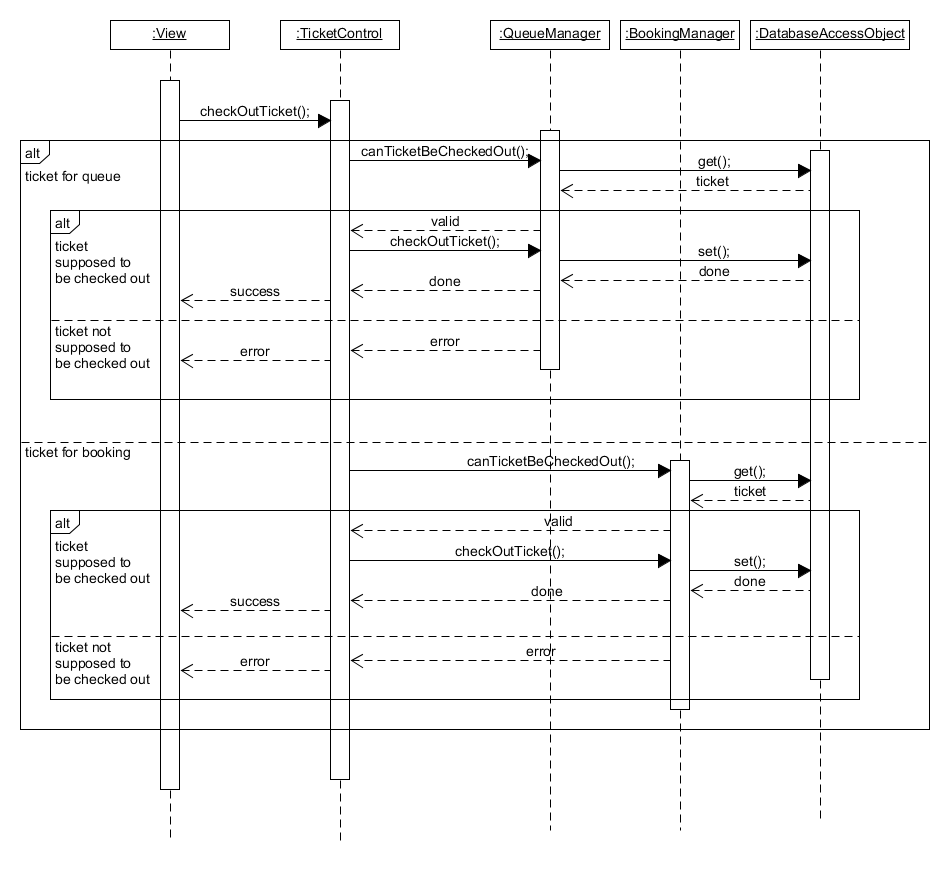 :View
:TicketControl
:QueueManager
:BookingManager
:DatabaseAccessObject
checkOutTicket();
alt
canTicketBeCheckedOut();
get();
ticket for queue
ticket
alt
valid
ticket
supposed to
be checked out
checkOutTicket();
set();
done
done
success
ticket not
supposed to
be checked out
error
error
ticket for booking
canTicketBeCheckedOut();
get();
ticket
alt
valid
ticket
supposed to
be checked out
checkOutTicket();
set();
done
done
success
ticket not
supposed to
be checked out
error
error